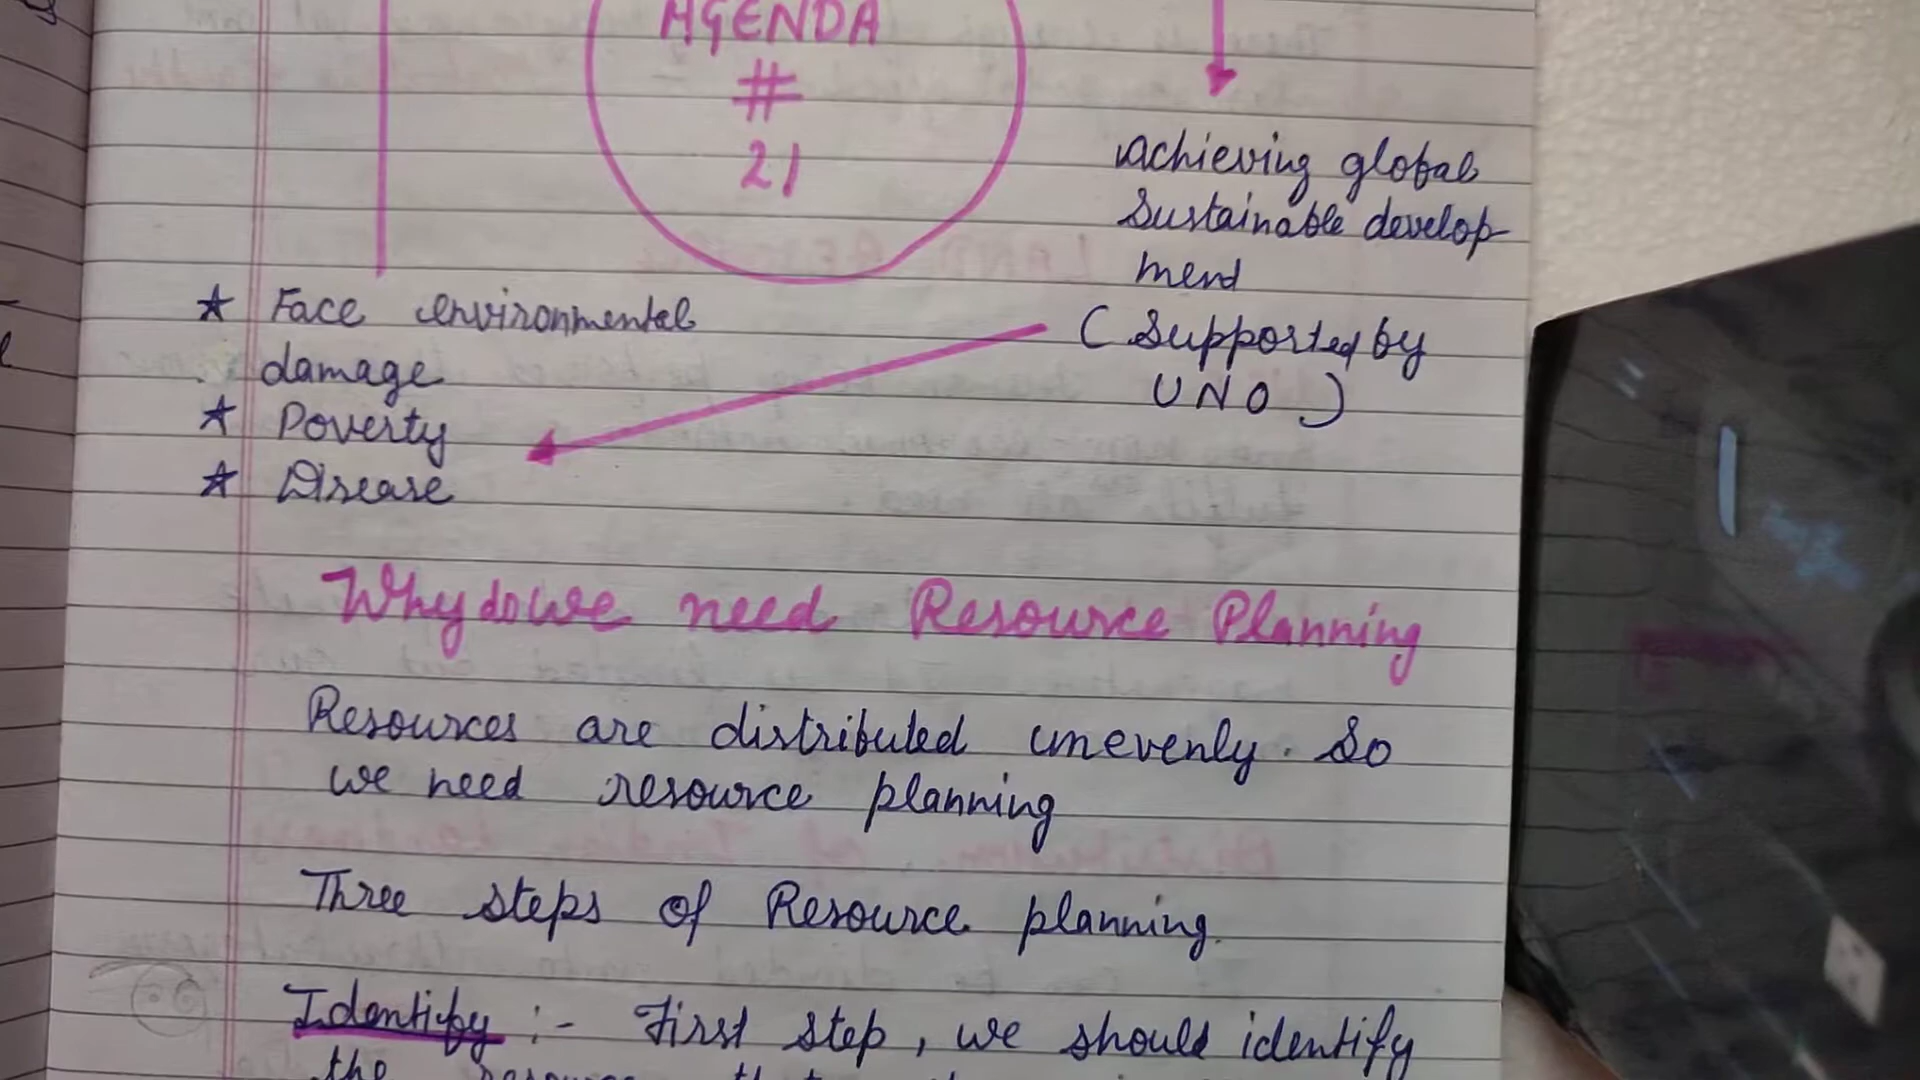 AGENDA
#
21
achieving global
Sustainable develop-
ment
(Supported by
UNO)
★ Face environmental
damage
★ Poverty
★ Disease
Why do we need Resource Planning
Resources are distributed unevenly. So
we need resource planning
Three steps of Resource planning.
Identify :- First step, we should identify
the